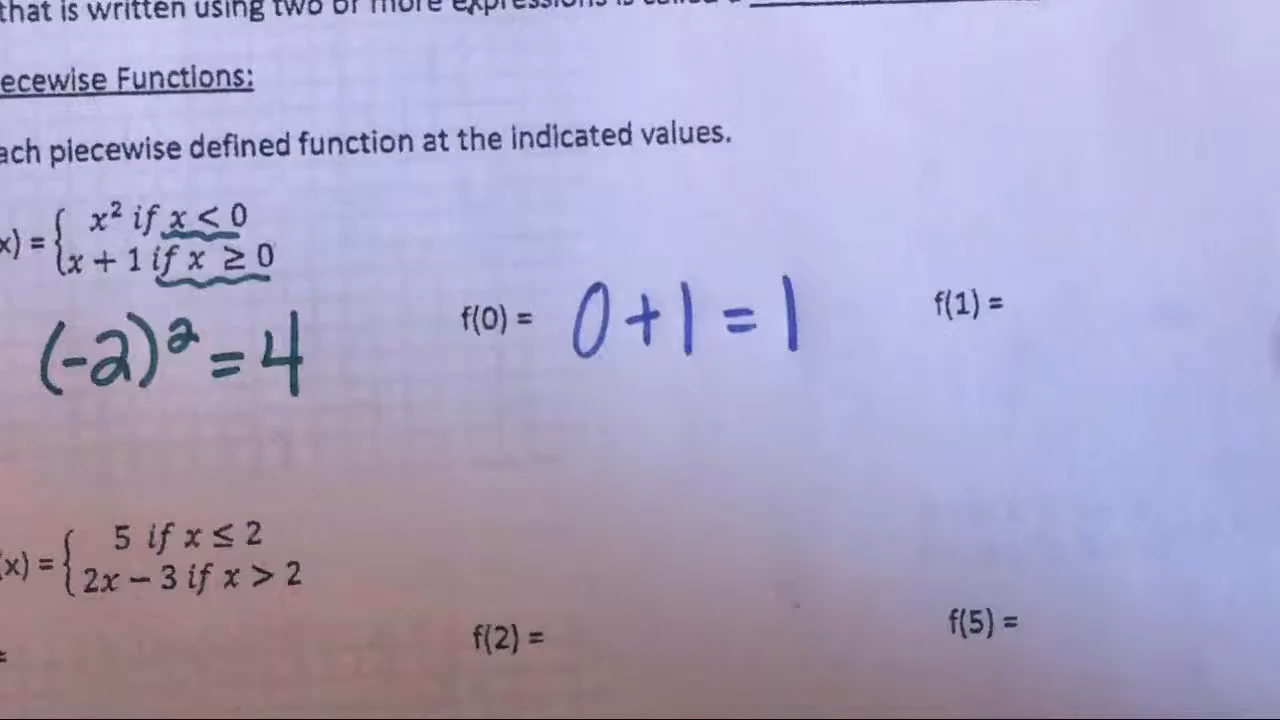 that is written using two or more expressions is called a
ecewise Functions:
ach piecewise defined function at the indicated values.
x) = { x² if x < 0
x + 1 if x ≥ 0
(-2)² = 4
f(0) = 0 + 1 = 1
f(1) =
(x) = { 5 if x ≤ 2
2x − 3 if x > 2
=
f(2) =
f(5) =